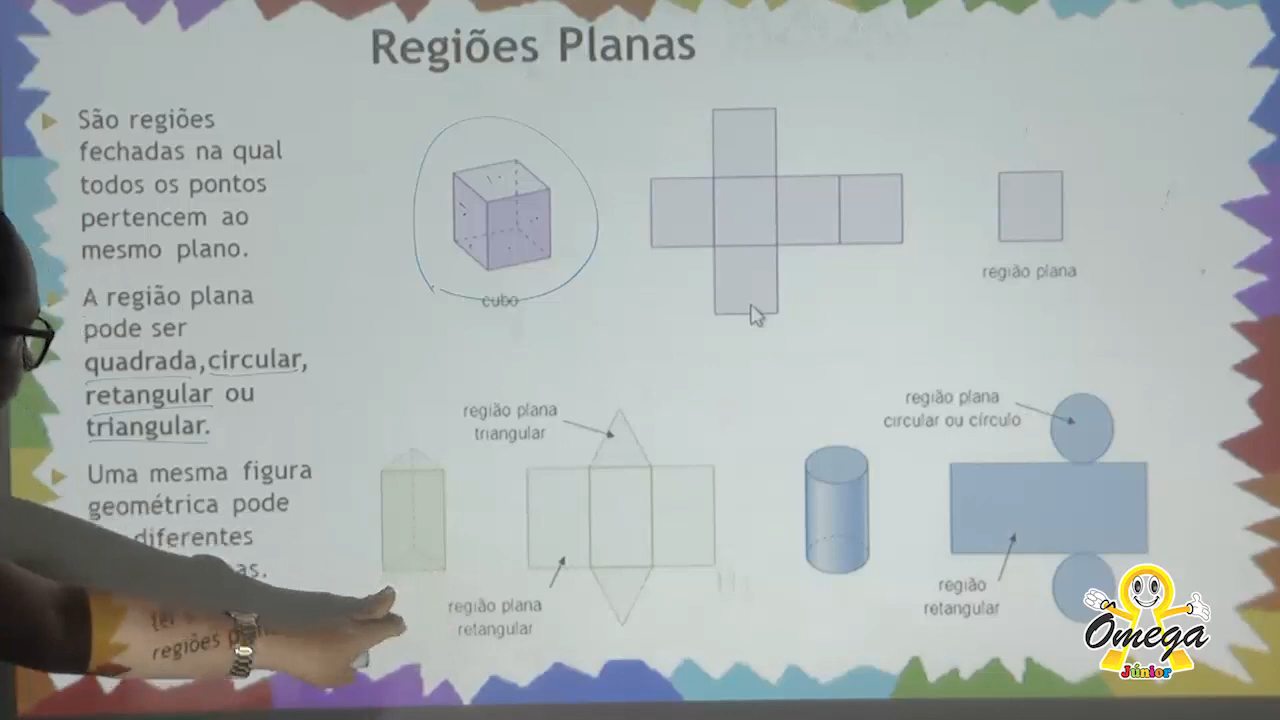 Regiões Planas
São regiões
fechadas na qual
todos os pontos
pertencem ao
mesmo plano.
A região plana
pode ser
quadrada,circular,
retangular ou
triangular.
Uma mesma figura
geométrica pode
diferentes
regiões
cubo
região plana
região plana
triangular
região plana
retangular
região plana
circular ou círculo
região
retangular
Ômega
Júnior